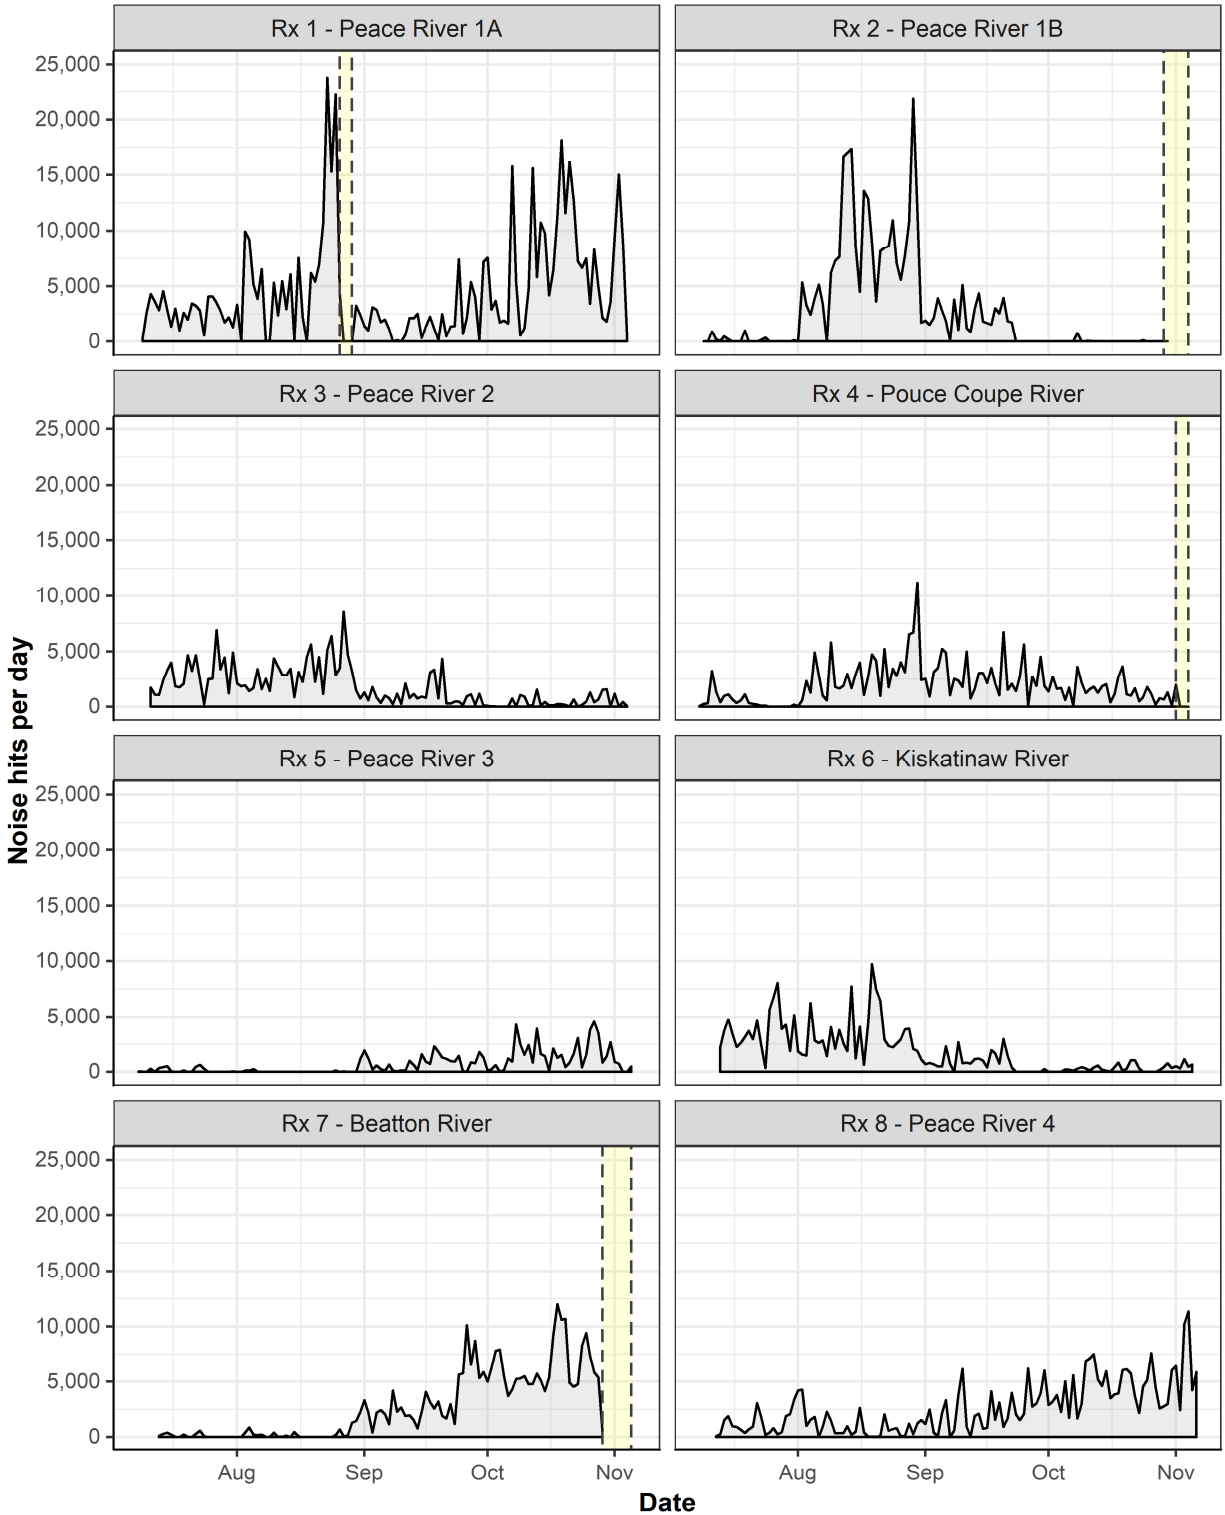 Rx 1 - Peace River 1A
Rx 2 - Peace River 1B
25,000
20,000
15,000
10,000
5,000
0
Rx 3 - Peace River 2
Rx 4 - Pouce Coupe River
25,000
20,000
15,000
10,000
5,000
0
Noise hits per day
Rx 5 - Peace River 3
Rx 6 - Kiskatinaw River
25,000
20,000
15,000
10,000
5,000
0
Rx 7 - Beatton River
Rx 8 - Peace River 4
25,000
20,000
15,000
10,000
5,000
0
Aug Sep Oct Nov
Aug Sep Oct Nov
Date